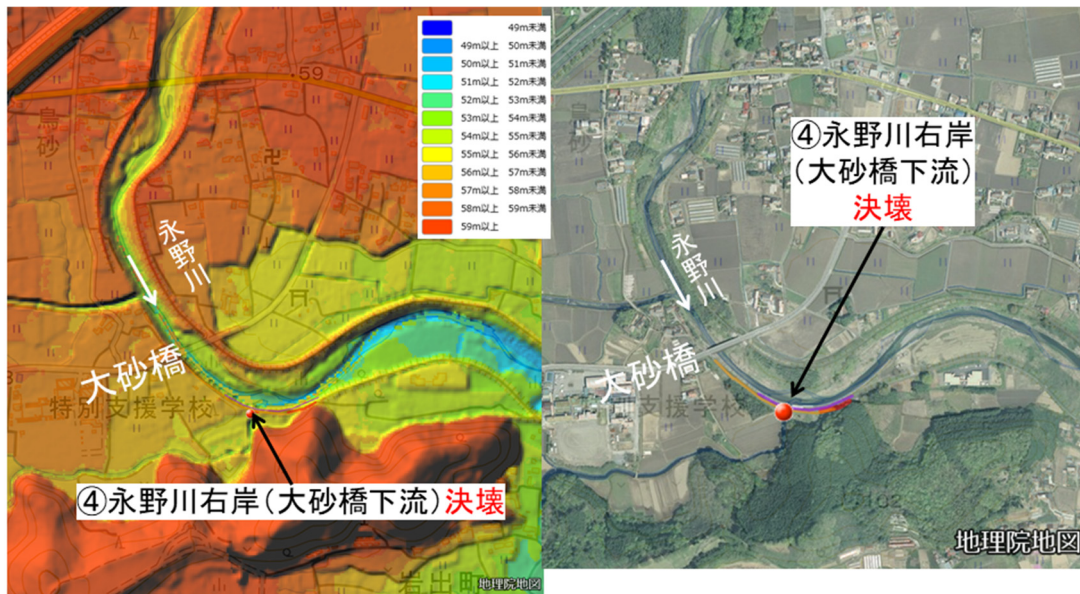 49m未満
49m以上 50m未満
50m以上 51m未満
51m以上 52m未満
52m以上 53m未満
53m以上 54m未満
54m以上 55m未満
55m以上 56m未満
56m以上 57m未満
57m以上 58m未満
58m以上 59m未満
59m以上
・59
鳥砂
永野川
大砂橋
特別支援学校
④永野川右岸(大砂橋下流)決壊
岩出町
地理院地図
④永野川右岸
(大砂橋下流)
決壊
永野川
大砂橋
支援学校
地理院地図